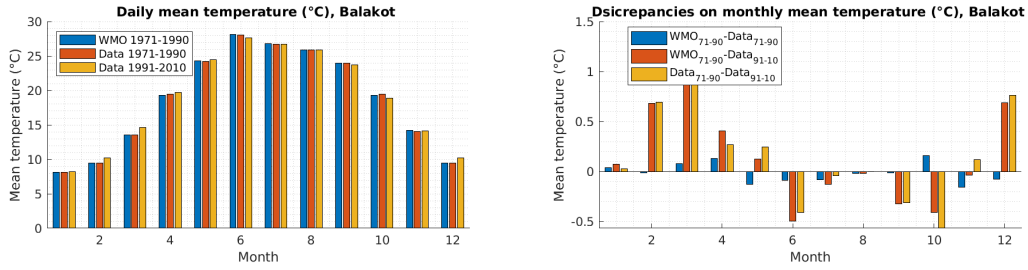 Daily mean temperature (°C), Balakot
30
25
20
15
10
5
0
Mean temperature (°C)
WMO 1971-1990
Data 1971-1990
Data 1991-2010
2 4 6 8 10 12
Month
Dsicrepancies on monthly mean temperature (°C), Balakot
1.5
1
0.5
0
-0.5
Mean temperature (°C)
WMO71-90-Data71-90
WMO71-90-Data91-10
Data71-90-Data91-10
2 4 6 8 10 12
Month